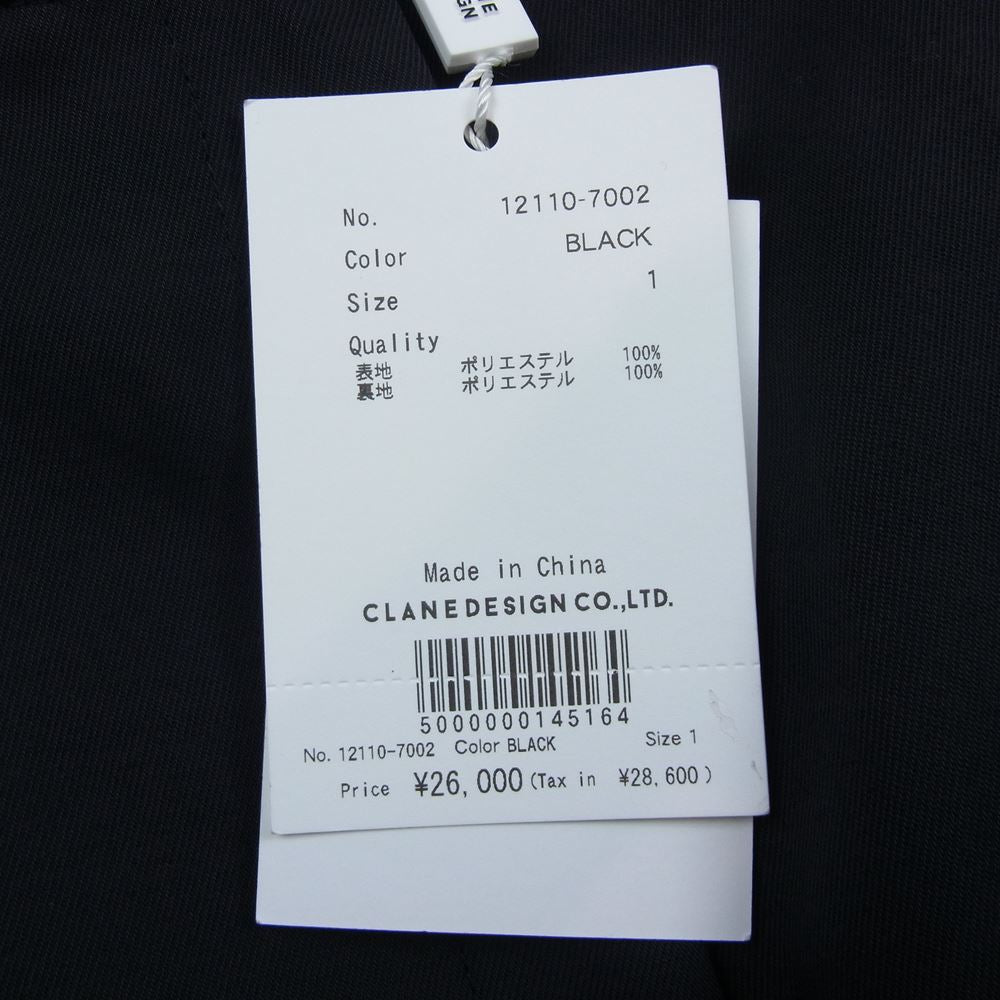 No. 12110-7002
Color BLACK
Size 1
Quality
表地 ポリエステル 100%
裏地 ポリエステル 100%
Made in China
CLANEDESIGN CO.,LTD.
5000000145164
No. 12110-7002 Color BLACK Size 1
Price ¥26,000 (Tax in ¥28,600)